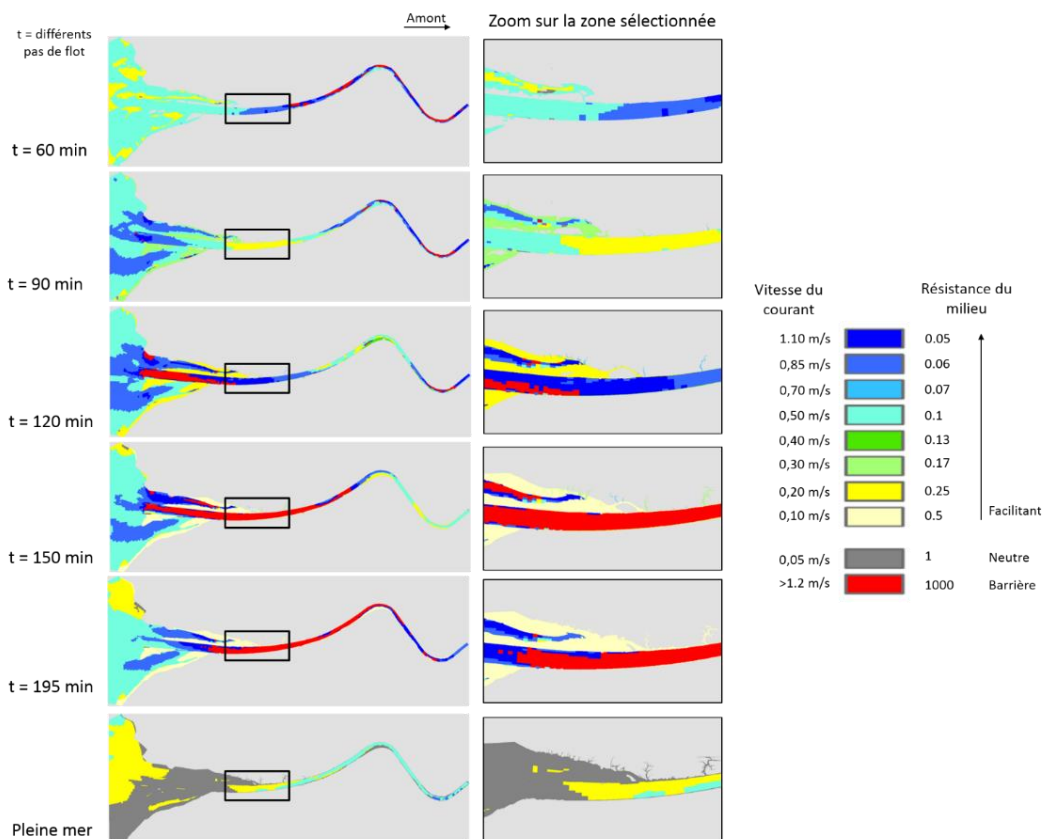 Amont
Zoom sur la zone sélectionnée
t = différents
pas de flot
t = 60 min
t = 90 min
t = 120 min
t = 150 min
t = 195 min
Pleine mer
Vitesse du
courant
Résistance du
milieu
1.10 m/s 0.05
0,85 m/s 0.06
0,70 m/s 0.07
0,50 m/s 0.1
0,40 m/s 0.13
0,30 m/s 0.17
0,20 m/s 0.25
0,10 m/s 0.5 Facilitant
0,05 m/s 1 Neutre
>1.2 m/s 1000 Barrière